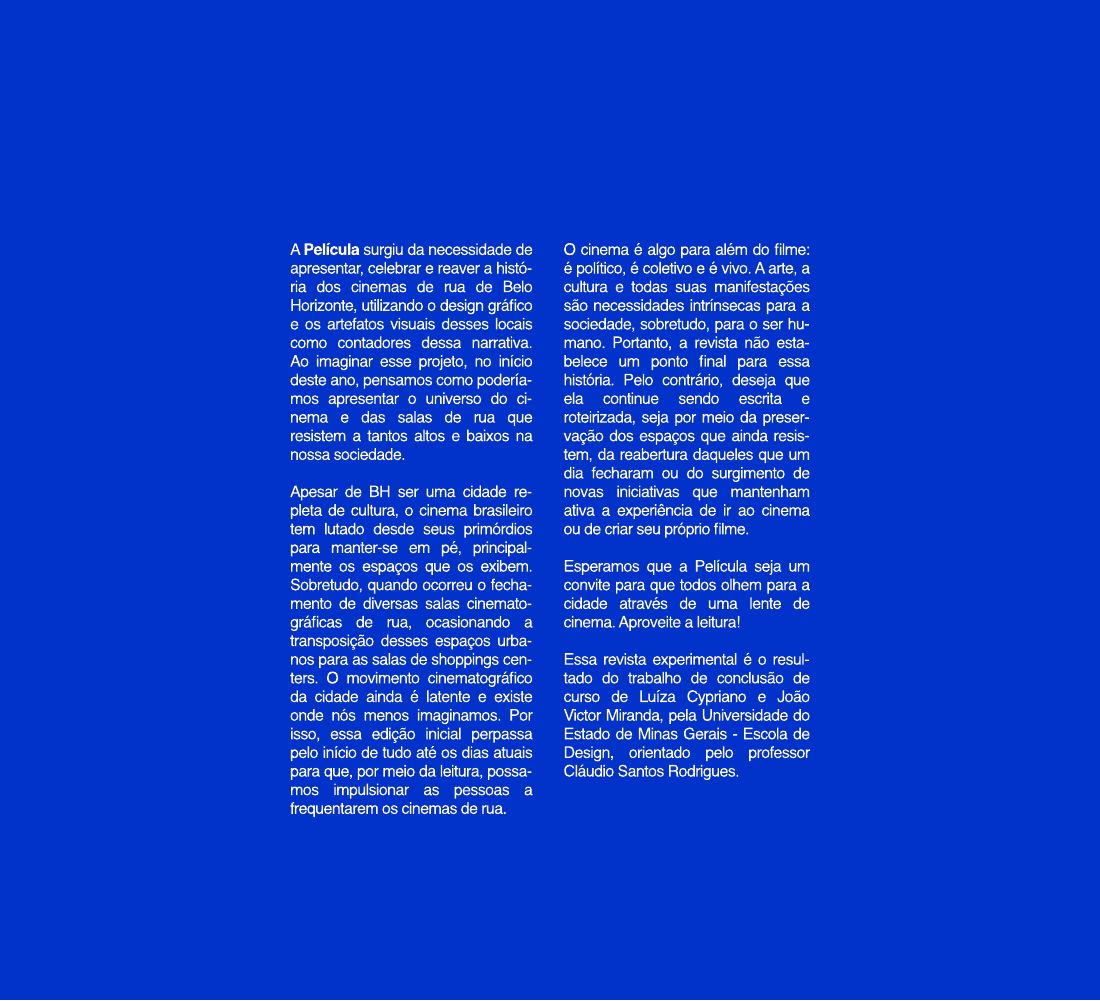 A Película surgiu da necessidade de
apresentar, celebrar e reaver a histó-
ria dos cinemas de rua de Belo
Horizonte, utilizando o design gráfico
e os artefatos visuais desses locais
como contadores dessa narrativa.
Ao imaginar esse projeto, no início
deste ano, pensamos como podería-
mos apresentar o universo do ci-
nema e das salas de rua que
resistem a tantos altos e baixos na
nossa sociedade.
Apesar de BH ser uma cidade re-
pleta de cultura, o cinema brasileiro
tem lutado desde seus primórdios
para manter-se em pé, principal-
mente os espaços que os exibem.
Sobretudo, quando ocorreu o fecha-
mento de diversas salas cinemato-
gráficas de rua, ocasionando a
transposição desses espaços urba-
nos para as salas de shoppings cen-
ters. O movimento cinematográfico
da cidade ainda é latente e existe
onde nós menos imaginamos. Por
isso, essa edição inicial perpassa
pelo início de tudo até os dias atuais
para que, por meio da leitura, possa-
mos impulsionar as pessoas a
frequentarem os cinemas de rua.
O cinema é algo para além do filme:
é político, é coletivo e é vivo. A arte, a
cultura e todas suas manifestações
são necessidades intrínsecas para a
sociedade, sobretudo, para o ser hu-
mano. Portanto, a revista não esta-
belece um ponto final para essa
história. Pelo contrário, deseja que
ela continue sendo escrita e
roteirizada, seja por meio da preser-
vação dos espaços que ainda resis-
tem, da reabertura daqueles que um
dia fecharam ou do surgimento de
novas iniciativas que mantenham
ativa a experiência de ir ao cinema
ou de criar seu próprio filme.
Esperamos que a Película seja um
convite para que todos olhem para a
cidade através de uma lente de
cinema. Aproveite a leitura!
Essa revista experimental é o resul-
tado do trabalho de conclusão de
curso de Luíza Cypriano e João
Victor Miranda, pela Universidade do
Estado de Minas Gerais - Escola de
Design, orientado pelo professor
Cláudio Santos Rodrigues.